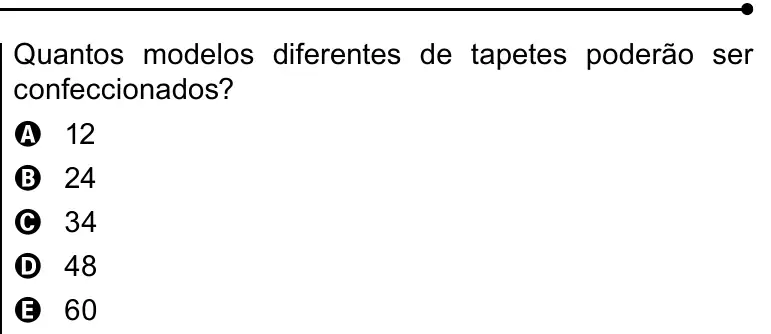 Quantos modelos diferentes de tapetes poderão ser
confeccionados?
A 12
B 24
C 34
D 48
E 60